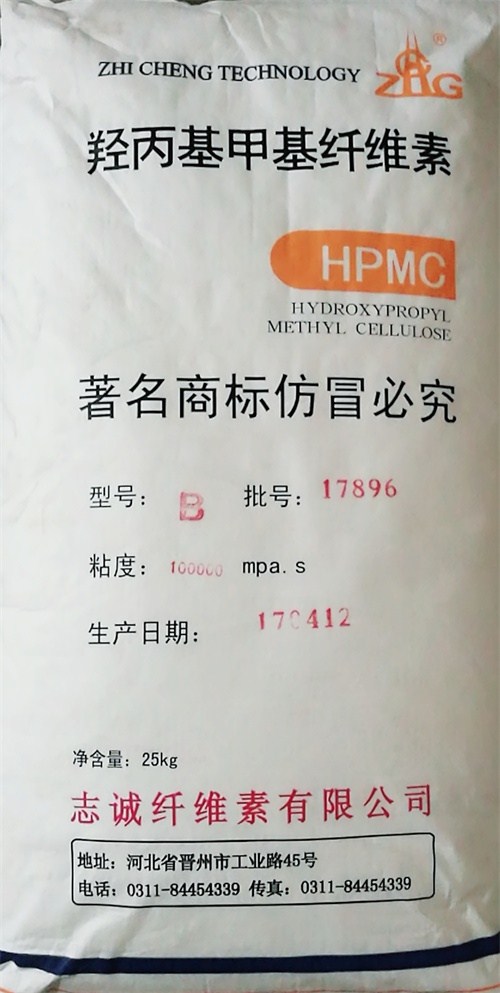 ZHI CHENG TECHNOLOGY
ZHG®
羟丙基甲基纤维素
HPMC
HYDROXYPROPYL
METHYL CELLULOSE
著名商标仿冒必究
型号： B 批号： 17896
粘度： 100000 mpa.s
生产日期： 170412
净含量：25kg
志诚纤维素有限公司
地址：河北省晋州市工业路45号
电话：0311-84454339 传真：0311-84454339